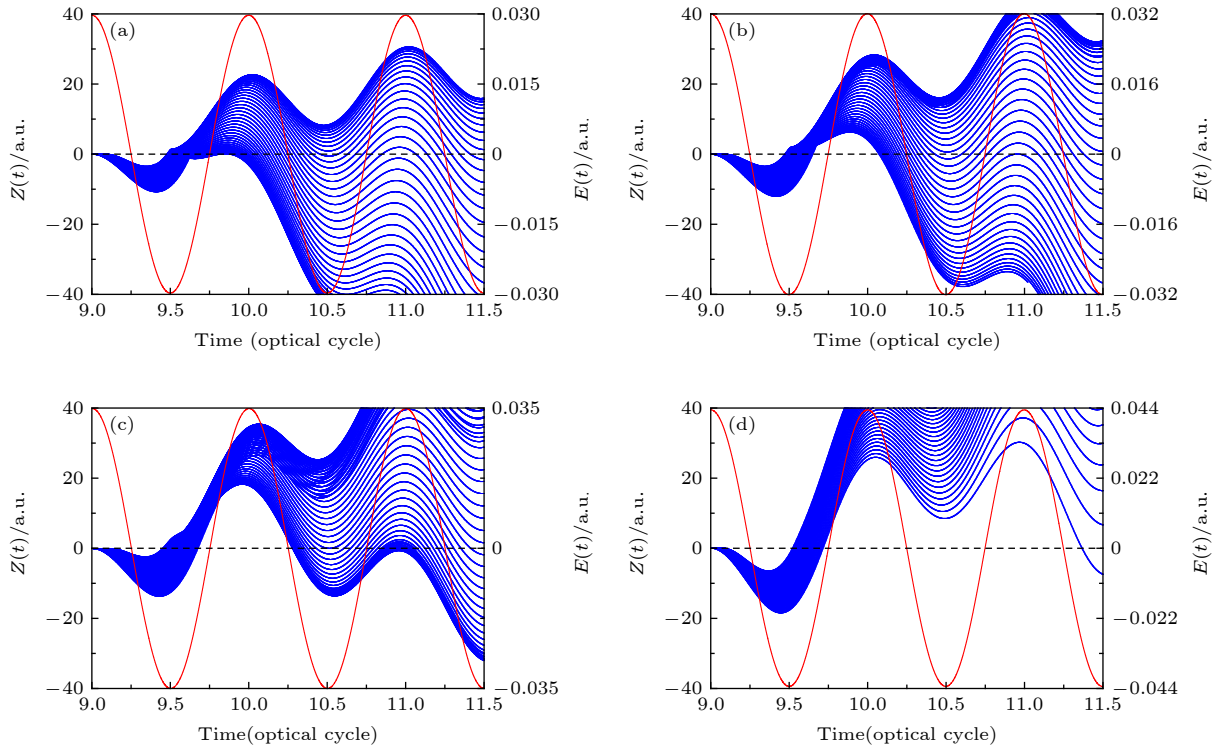 (a)
40
20
0
−20
−40
0.030
0.015
0
−0.015
−0.030
9.0 9.5 10.0 10.5 11.0 11.5
Z(t)/a.u.
E(t)/a.u.
Time (optical cycle)
(b)
40
20
0
−20
−40
0.032
0.016
0
−0.016
−0.032
9.0 9.5 10.0 10.5 11.0 11.5
Z(t)/a.u.
E(t)/a.u.
Time (optical cycle)
(c)
40
20
0
−20
−40
0.035
0
−0.035
9.0 9.5 10.0 10.5 11.0 11.5
Z(t)/a.u.
E(t)/a.u.
Time(optical cycle)
(d)
40
20
0
−20
−40
0.044
0.022
0
−0.022
−0.044
9.0 9.5 10.0 10.5 11.0 11.5
Z(t)/a.u.
E(t)/a.u.
Time(optical cycle)